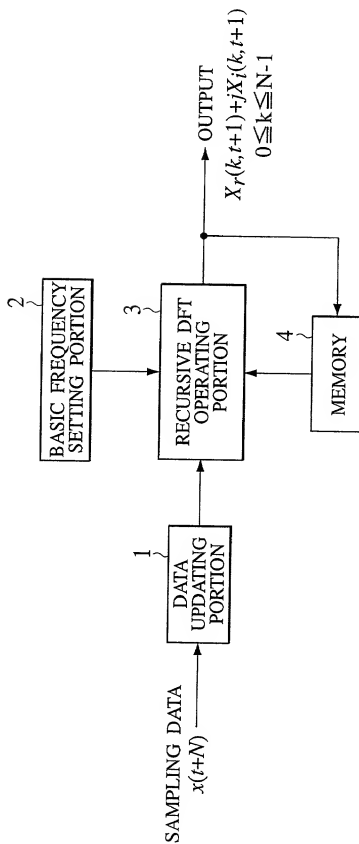 SAMPLING DATA
x(t+N)
1
DATA
UPDATING
PORTION
2
BASIC FREQUENCY
SETTING PORTION
3
RECURSIVE DFT
OPERATING
PORTION
4
MEMORY
OUTPUT
Xr(k,t+1)+jXi(k,t+1)
0≦k≦N-1